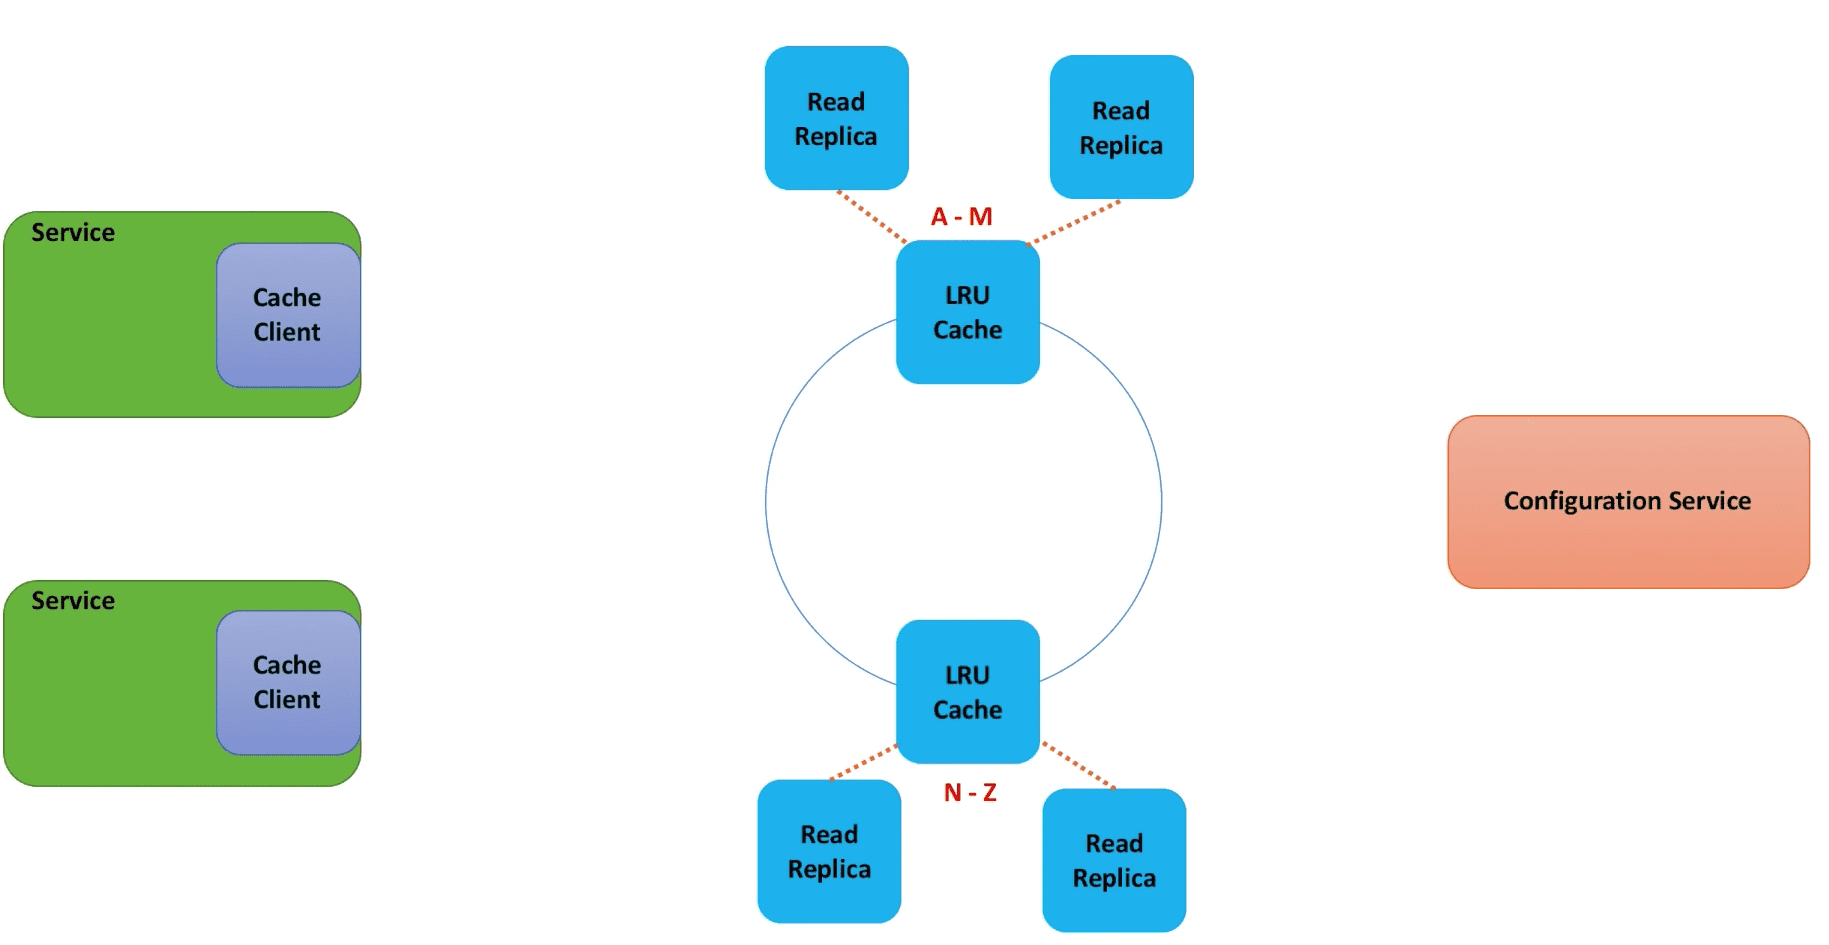 Read
Replica
Read
Replica
A - M
Service
Cache
Client
LRU
Cache
Configuration Service
Service
Cache
Client
LRU
Cache
N - Z
Read
Replica
Read
Replica